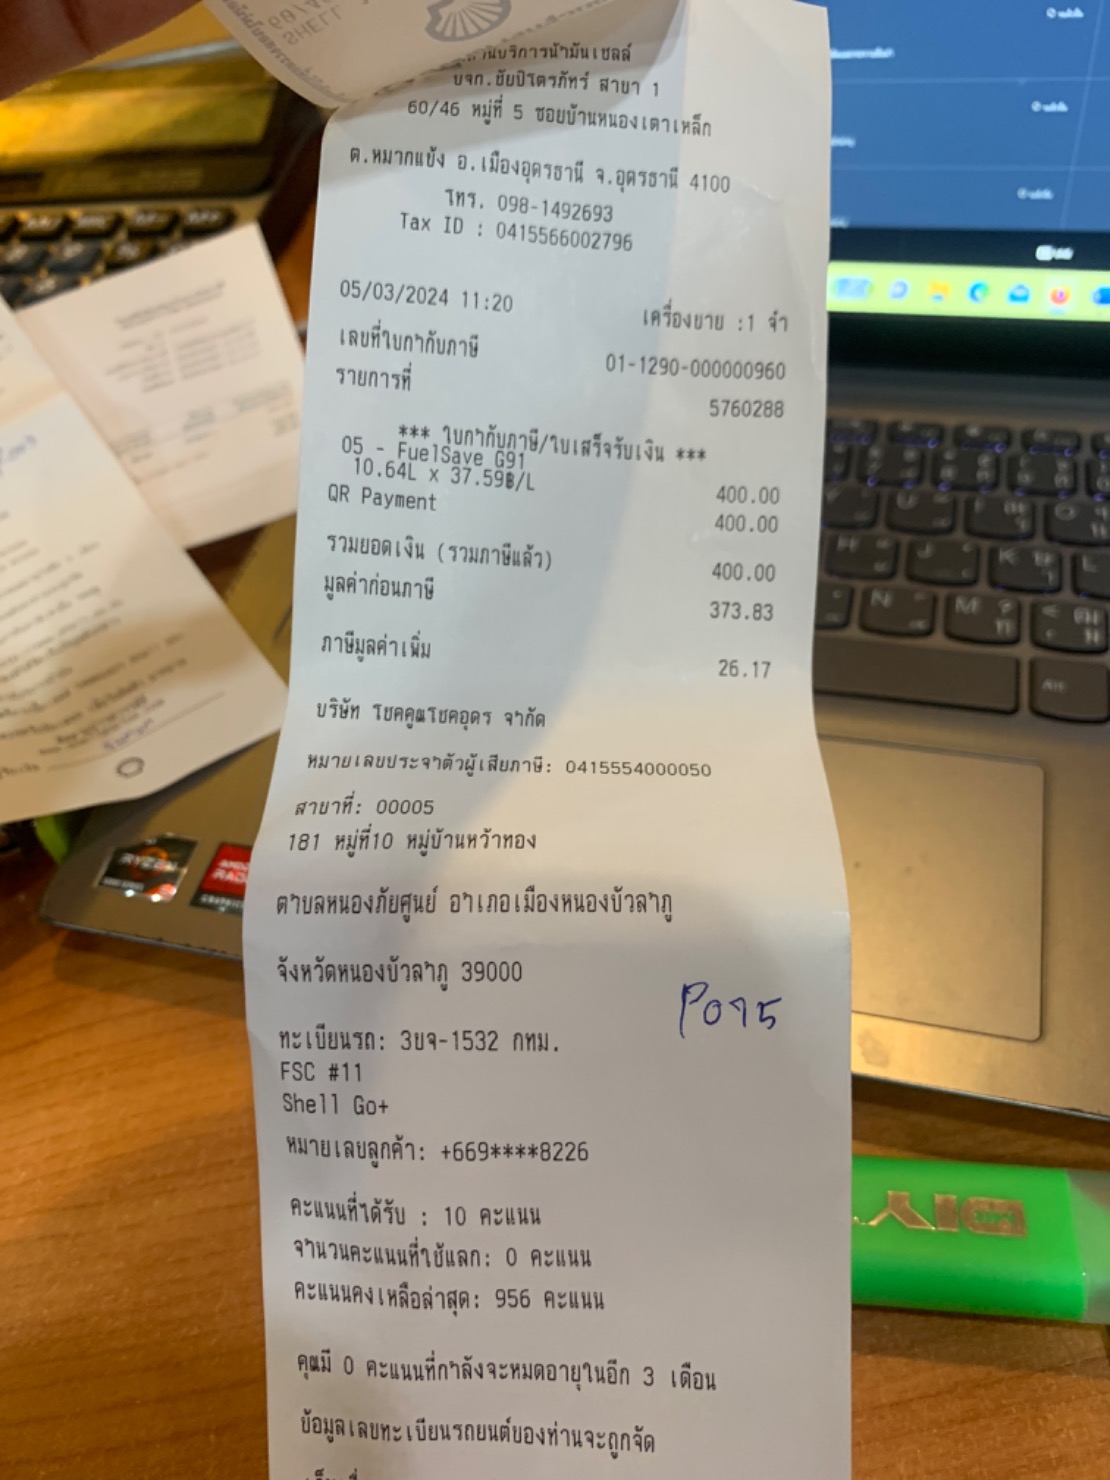 สถานบริการน้ำมันเชลล์
บจก.ชัยปิตรภัทร์ สาขา 1
60/46 หมู่ที่ 5 ซอยบ้านหนองเตาเหล็ก
ต.หมากแข้ง อ.เมืองอุดรธานี จ.อุดรธานี 4100
โทร. 098-1492693
Tax ID : 0415566002796
05/03/2024 11:20
เครื่องขาย :1 จำ
เลขที่ใบกำกับภาษี 01-1290-000000960
รายการที่ 5760288
*** ใบกำกับภาษี/ใบเสร็จรับเงิน ***
05 - FuelSave G91
10.64L x 37.59฿/L 400.00
QR Payment 400.00
รวมยอดเงิน (รวมภาษีแล้ว) 400.00
มูลค่าก่อนภาษี 373.83
ภาษีมูลค่าเพิ่ม 26.17
บริษัท โชคคูณโชคอุดร จำกัด
หมายเลขประจำตัวผู้เสียภาษี: 0415554000050
สาขาที่: 00005
181 หมู่ที่10 หมู่บ้านหว้าทอง
ตำบลหนองภัยศูนย์ อำเภอเมืองหนองบัวลำภู
จังหวัดหนองบัวลำภู 39000
P075
ทะเบียนรถ: 3ขจ-1532 กทม.
FSC #11
Shell Go+
หมายเลขลูกค้า: +669****8226
คะแนนที่ได้รับ : 10 คะแนน
จำนวนคะแนนที่ใช้แลก: 0 คะแนน
คะแนนคงเหลือล่าสุด: 956 คะแนน
คุณมี 0 คะแนนที่กำลังจะหมดอายุในอีก 3 เดือน
ข้อมูลเลขทะเบียนรถยนต์ของท่านจะถูกจัด
RYZEN
AMD
DIY